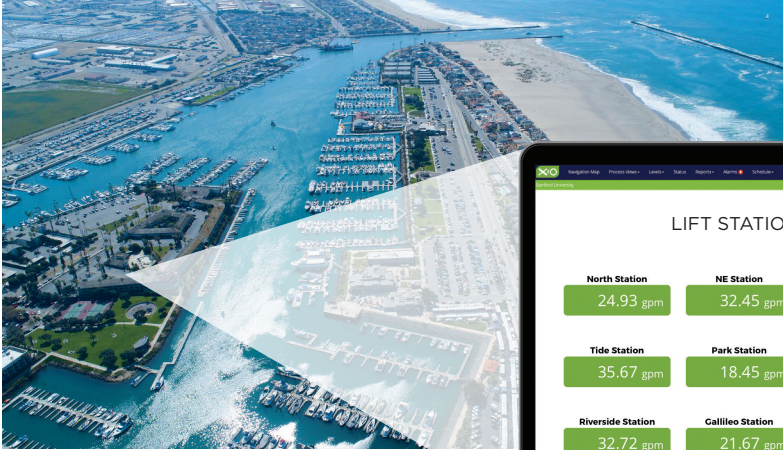 XiO Navigation Map Process Views Levels Status Reports Alarms Schedule
Stanford University
LIFT STATIO
North Station NE Station
24.93 gpm 32.45 gpm
Tide Station Park Station
35.67 gpm 18.45 gpm
Riverside Station Gallileo Station
32.72 gpm 21.67 gpm